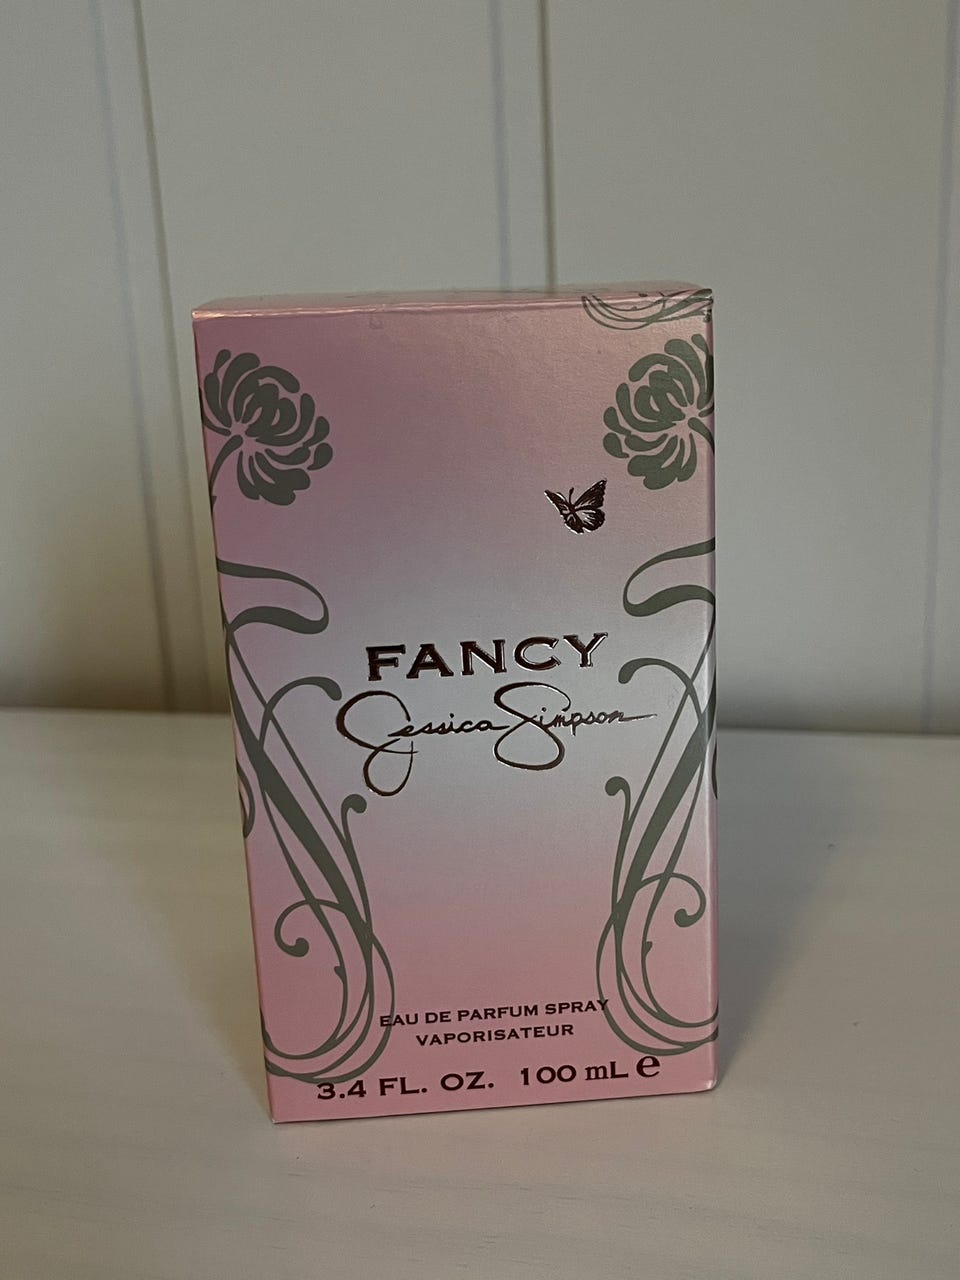 FANCY
Jessica Simpson
EAU DE PARFUM SPRAY
VAPORISATEUR
3.4 FL. OZ. 100 mL e